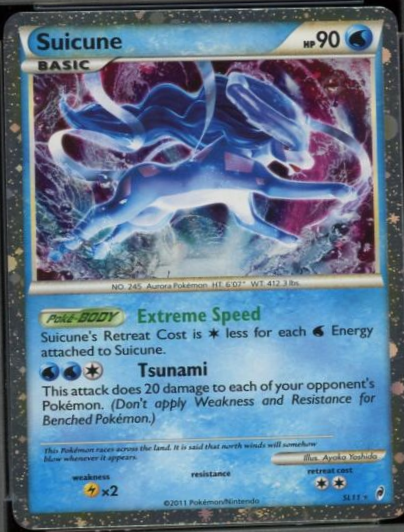 Suicune
HP 90
BASIC
NO. 245 Aurora Pokémon HT: 6'07" WT: 412.3 lbs.
Poké-BODY Extreme Speed
Suicune's Retreat Cost is less for each Energy
attached to Suicune.
Tsunami
This attack does 20 damage to each of your opponent's
Pokémon. (Don't apply Weakness and Resistance for
Benched Pokémon.)
This Pokémon races across the land. It is said that north winds will somehow
blow whenever it appears.
Illus. Ayaka Yoshida
weakness
resistance
retreat cost
x2
©2011 Pokémon/Nintendo
SL11